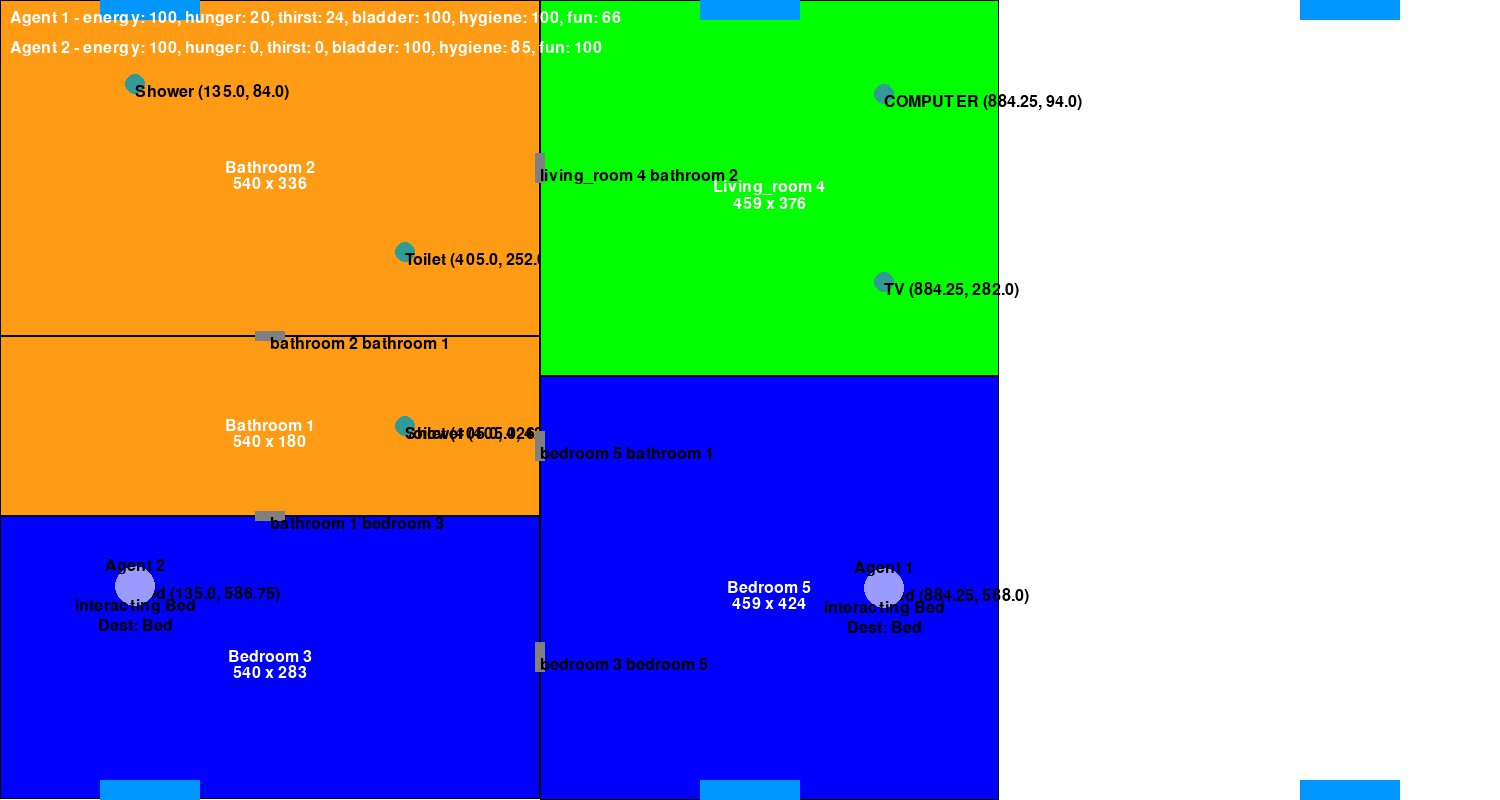 Agent 1 - energy: 100, hunger: 20, thirst: 24, bladder: 100, hygiene: 100, fun: 66
Agent 2 - energy: 100, hunger: 0, thirst: 0, bladder: 100, hygiene: 85, fun: 100
Shower (135.0, 84.0)
COMPUTER (884.25, 94.0)
Bathroom 2
540 x 336
living_room 4 bathroom 2
Living_room 4
459 x 376
Toilet (405.0, 252.
TV (884.25, 282.0)
bathroom 2 bathroom 1
Bathroom 1
540 x 180
bedroom 5 bathroom 1
bathroom 1 bedroom 3
Agent 2
d (135.0, 586.75)
interacting Bed
Dest: Bed
Agent 1
d (884.25, 588.0)
interacting Bed
Dest: Bed
Bedroom 5
459 x 424
Bedroom 3
540 x 283
bedroom 3 bedroom 5